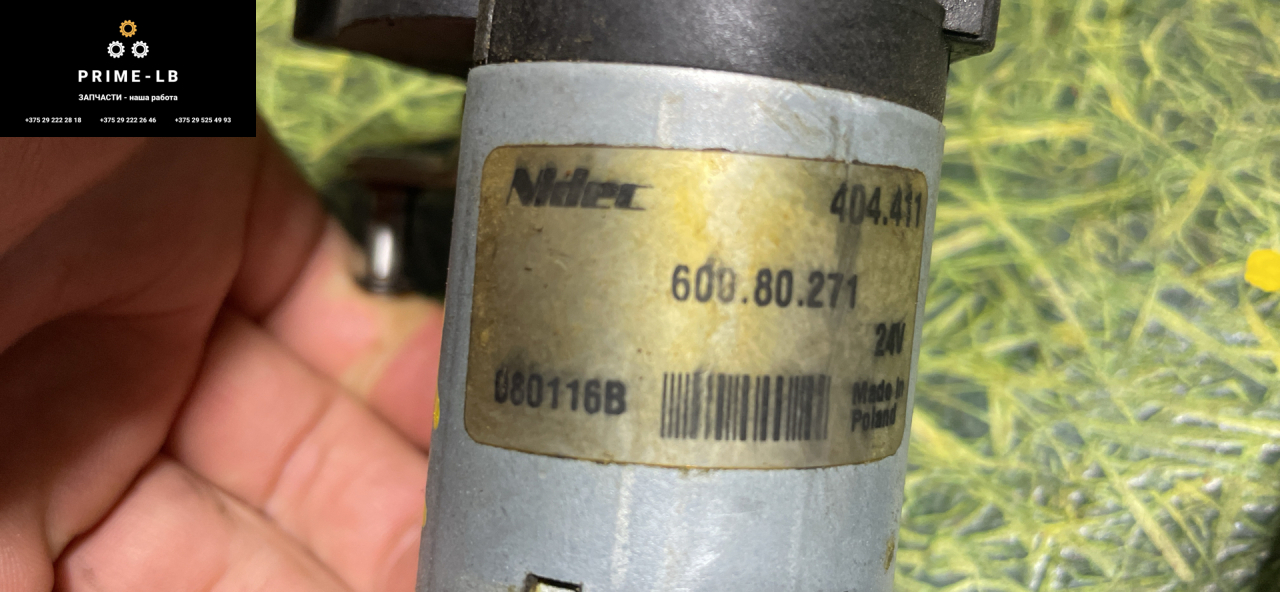 PRIME-LB
ЗАПЧАСТИ - наша работа
+375 29 222 28 18 +375 29 222 26 46 +375 29 525 49 93
Nidec 404.411
600.80.271
24V
080116B Made in
Poland